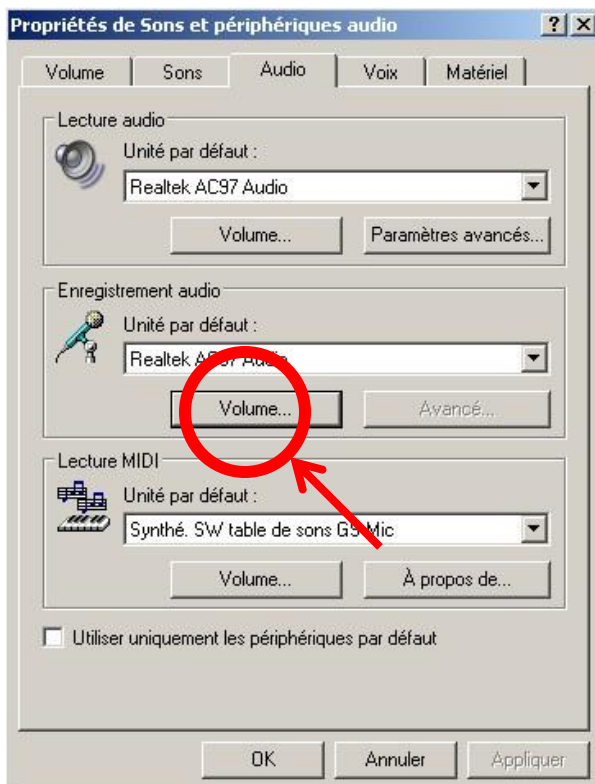 Propriétés de Sons et périphériques audio
Volume Sons Audio Voix Matériel
Lecture audio
Unité par défaut :
Realtek AC97 Audio
Volume... Paramètres avancés...
Enregistrement audio
Unité par défaut :
Realtek AC97 Audio
Volume... Avancé...
Lecture MIDI
Unité par défaut :
Synthé. SW table de sons GS Mic
Volume... À propos de...
Utiliser uniquement les périphériques par défaut
OK Annuler Appliquer